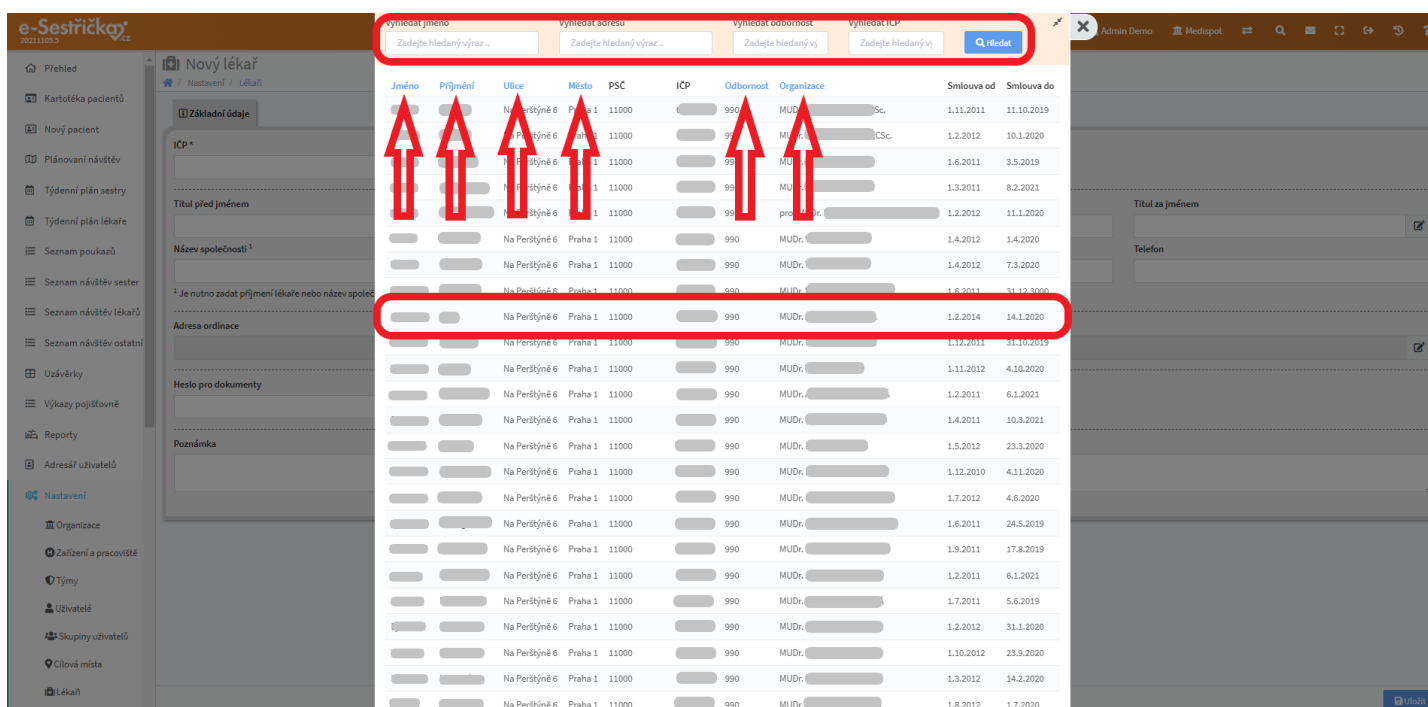 e-Sestřička.cz
20211105.5
Admin Demo
Medispot
Přehled
Kartotéka pacientů
Nový pacient
Plánovaní návštěv
Týdenní plán sestry
Týdenní plán lékaře
Seznam poukazů
Seznam návštěv sester
Seznam návštěv lékařů
Seznam návštěv ostatní
Uzávěrky
Výkazy pojišťovně
Reporty
Adresář uživatelů
Nastavení
Organizace
Zařízení a pracoviště
Týmy
Uživatelé
Skupiny uživatelů
Cílová místa
Lékaři
Nový lékař
/ Nastavení / Lékaři
Základní údaje
IČP *
Titul před jménem
Název společnosti ¹
¹ Je nutno zadat příjmení lékaře nebo název
Adresa ordinace
Heslo pro dokumenty
Poznámka
Titul za jménem
Telefon
Uložit
Vyhledat jméno Vyhledat adresu Vyhledat odbornost Vyhledat IČP
Zadejte hledaný výraz .. Zadejte hledaný výraz .. Zadejte hledaný Zadejte hledaný Hledat
Jméno Příjmení Ulice Město PSČ IČP Odbornost Organizace Smlouva od Smlouva do
11000 Sc. 1.11.2011 11.10.2019
11000 CSc. 1.2.2012 10.1.2020
11000 1.6.2011 3.5.2019
11000 1.3.2011 8.2.2021
11000 1.2.2012 11.1.2020
Na Perštýně 6 Praha 1 11000 990 MUDr. 1.4.2012 1.4.2020
Na Perštýně 6 Praha 1 11000 990 MUDr. 1.4.2012 7.3.2020
Na Perštýně 6 Praha 1 11000 990 MUDr. 1.6.2011 31.12.3000
Na Perštýně 6 Praha 1 11000 990 MUDr. 1.2.2014 14.1.2020
Na Perštýně 6 Praha 1 11000 990 MUDr. 1.12.2011 31.10.2019
Na Perštýně 6 Praha 1 11000 990 MUDr. 1.11.2012 4.10.2020
Na Perštýně 6 Praha 1 11000 990 MUDr. 1.2.2011 6.1.2021
Na Perštýně 6 Praha 1 11000 990 MUDr. 1.4.2011 10.3.2021
Na Perštýně 6 Praha 1 11000 990 MUDr. 1.5.2012 23.3.2020
Na Perštýně 6 Praha 1 11000 990 MUDr. 1.12.2010 4.11.2020
Na Perštýně 6 Praha 1 11000 990 MUDr. 1.7.2012 4.6.2020
Na Perštýně 6 Praha 1 11000 990 MUDr. 1.6.2011 24.5.2019
Na Perštýně 6 Praha 1 11000 990 MUDr. 1.9.2011 17.8.2019
Na Perštýně 6 Praha 1 11000 990 MUDr. 1.2.2011 6.1.2021
Na Perštýně 6 Praha 1 11000 990 MUDr. 1.7.2011 5.6.2019
Na Perštýně 6 Praha 1 11000 990 MUDr. 1.2.2012 31.1.2020
Na Perštýně 6 Praha 1 11000 990 MUDr. 1.10.2012 23.9.2020
Na Perštýně 6 Praha 1 11000 990 MUDr. 1.3.2012 14.2.2020
Na Perštýně 6 Praha 1 11000 990 MUDr. 1.8.2012 1.7.2020